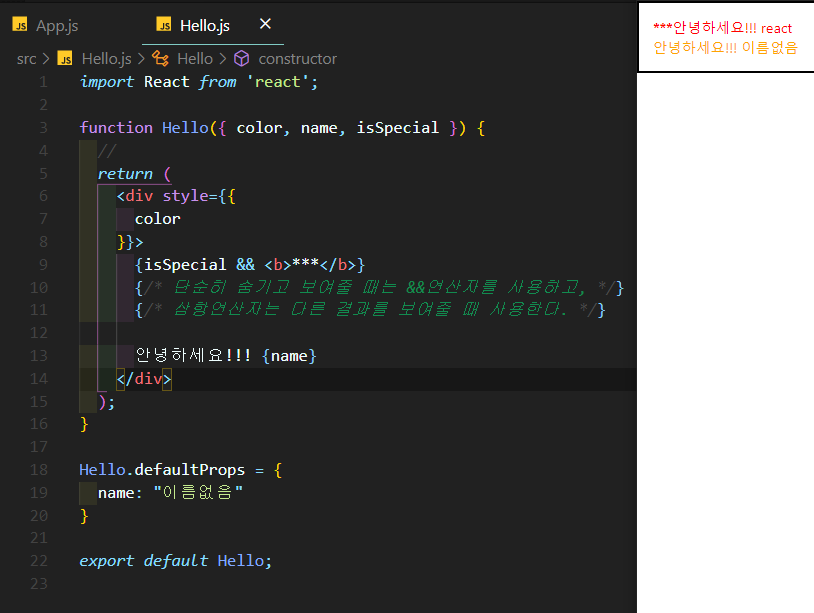 JS App.js
JS Hello.js ×
src > JS Hello.js > Hello > constructor
1 import React from 'react';
2
3 function Hello({ color, name, isSpecial }) {
4 //
5 return (
6 <div style={{
7 color
8 }}>
9 {isSpecial && <b>***</b>}
10 {/* 단순히 숨기고 보여줄 때는 &&연산자를 사용하고, */}
11 {/* 삼항연산자는 다른 결과를 보여줄 때 사용한다. */}
12
13 안녕하세요!!! {name}
14 </div>
15 );
16 }
17
18 Hello.defaultProps = {
19 name: "이름없음"
20 }
21
22 export default Hello;
23
***안녕하세요!!! react
안녕하세요!!! 이름없음